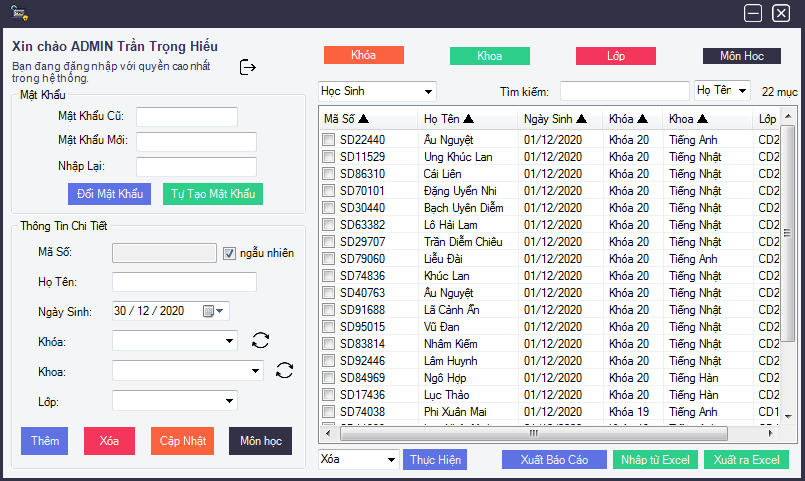 Xin chào ADMIN Trần Trọng Hiếu
Bạn đang đăng nhập với quyền cao nhất
trong hệ thống.
Mật Khẩu
Mật Khẩu Cũ:
Mật Khẩu Mới:
Nhập Lại:
Đổi Mật Khẩu
Tự Tạo Mật Khẩu
Thông Tin Chi Tiết
Mã Số:
ngẫu nhiên
Họ Tên:
Ngày Sinh:
30 / 12 / 2020
Khóa:
Khoa:
Lớp:
Thêm
Xóa
Cập Nhật
Môn học
Khóa
Khoa
Lớp
Môn Học
Học Sinh
Tìm kiếm:
Họ Tên
22 mục
Mã Số Họ Tên Ngày Sinh Khóa Khoa Lớp
SD22440 Âu Nguyệt 01/12/2020 Khóa 20 Tiếng Anh CD2
SD11529 Ung Khúc Lan 01/12/2020 Khóa 20 Tiếng Nhật CD2
SD86310 Cái Liên 01/12/2020 Khóa 20 Tiếng Nhật CD2
SD70101 Đặng Uyển Nhi 01/12/2020 Khóa 20 Tiếng Nhật CD2
SD30440 Bạch Uyên Diễm 01/12/2020 Khóa 20 Tiếng Nhật CD2
SD63382 Lô Hải Lam 01/12/2020 Khóa 20 Tiếng Nhật CD2
SD29707 Trần Diễm Chiêu 01/12/2020 Khóa 20 Tiếng Nhật CD2
SD79060 Liễu Đài 01/12/2020 Khóa 20 Tiếng Anh CD2
SD74836 Khúc Lan 01/12/2020 Khóa 20 Tiếng Nhật CD2
SD40763 Âu Nguyệt 01/12/2020 Khóa 20 Tiếng Nhật CD2
SD91688 Lã Cảnh Ẩn 01/12/2020 Khóa 20 Tiếng Nhật CD2
SD95015 Vũ Đan 01/12/2020 Khóa 20 Tiếng Nhật CD2
SD83814 Nhâm Kiếm 01/12/2020 Khóa 20 Tiếng Nhật CD2
SD92446 Lâm Huynh 01/12/2020 Khóa 20 Tiếng Nhật CD2
SD84969 Ngô Hợp 01/12/2020 Khóa 20 Tiếng Hàn CD2
SD17436 Lục Thảo 01/12/2020 Khóa 20 Tiếng Hàn CD2
SD74038 Phi Xuân Mai 01/12/2020 Khóa 19 Tiếng Anh CD1
Xóa
Thực Hiện
Xuất Báo Cáo
Nhập từ Excel
Xuất ra Excel